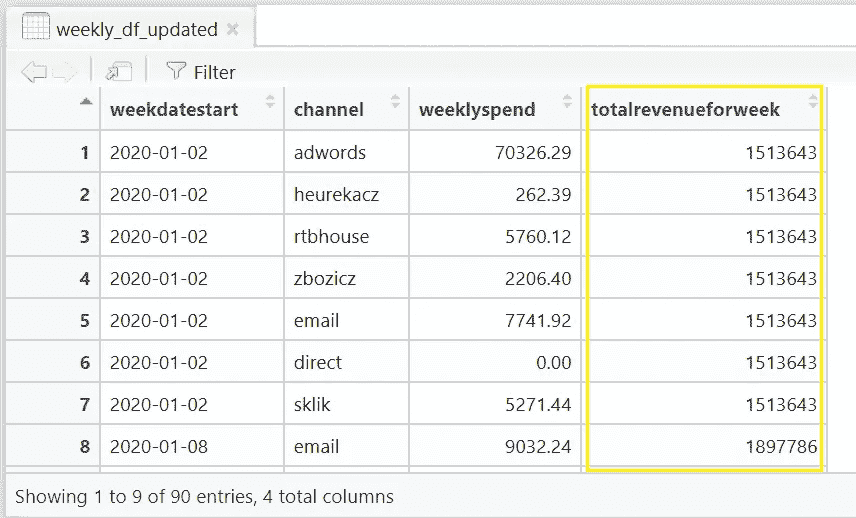 weekly_df_updated
Filter
weekdatestart channel weeklyspend totalrevenueforweek
1 2020-01-02 adwords 70326.29 1513643
2 2020-01-02 heurekacz 262.39 1513643
3 2020-01-02 rtbhouse 5760.12 1513643
4 2020-01-02 zbozicz 2206.40 1513643
5 2020-01-02 email 7741.92 1513643
6 2020-01-02 direct 0.00 1513643
7 2020-01-02 sklik 5271.44 1513643
8 2020-01-08 email 9032.24 1897786
Showing 1 to 9 of 90 entries, 4 total columns